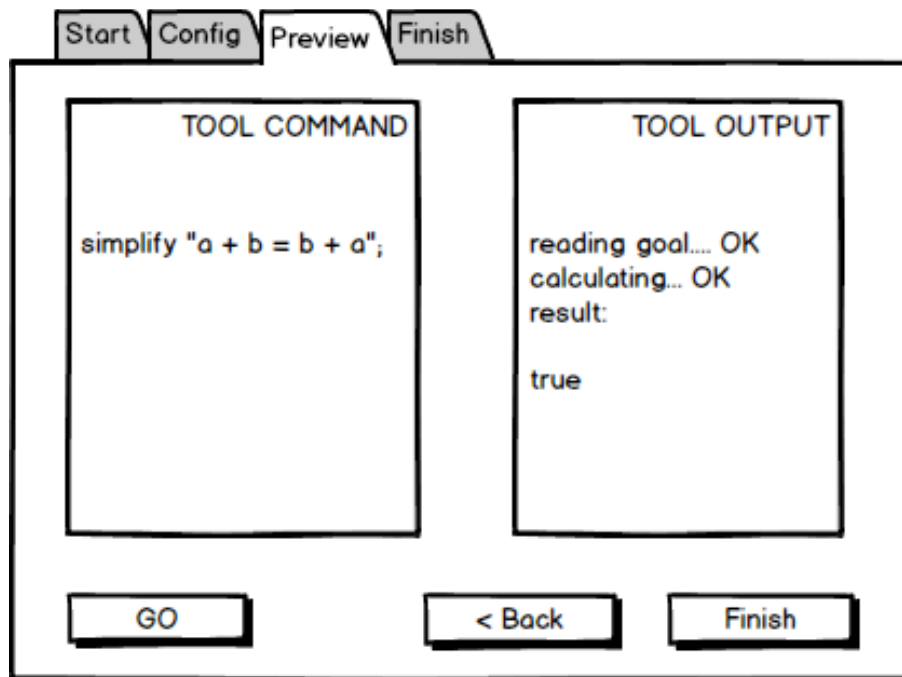 Start Config Preview Finish
TOOL COMMAND
simplify "a + b = b + a";
TOOL OUTPUT
reading goal.... OK
calculating... OK
result:
true
GO
< Back
Finish